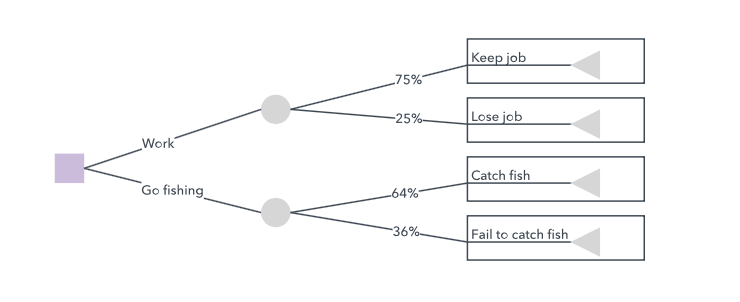 Keep job
75%
25%
Lose job
Work
Catch fish
Go fishing
64%
36%
Fail to catch fish